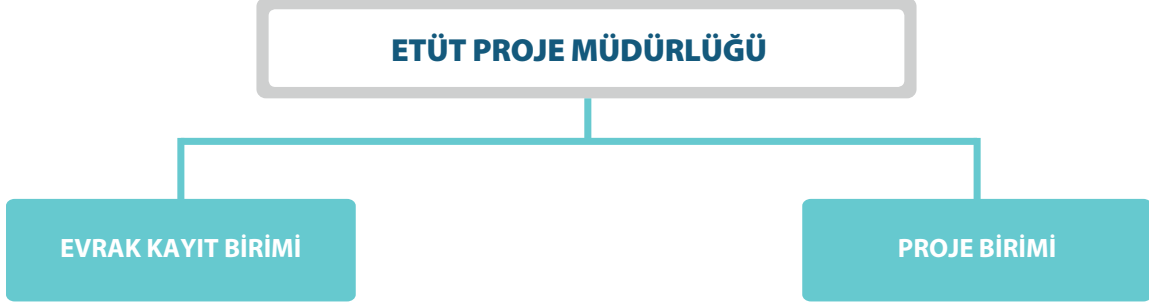 ETÜT PROJE MÜDÜRLÜĞÜ
EVRAK KAYIT BİRİMİ
PROJE BİRİMİ